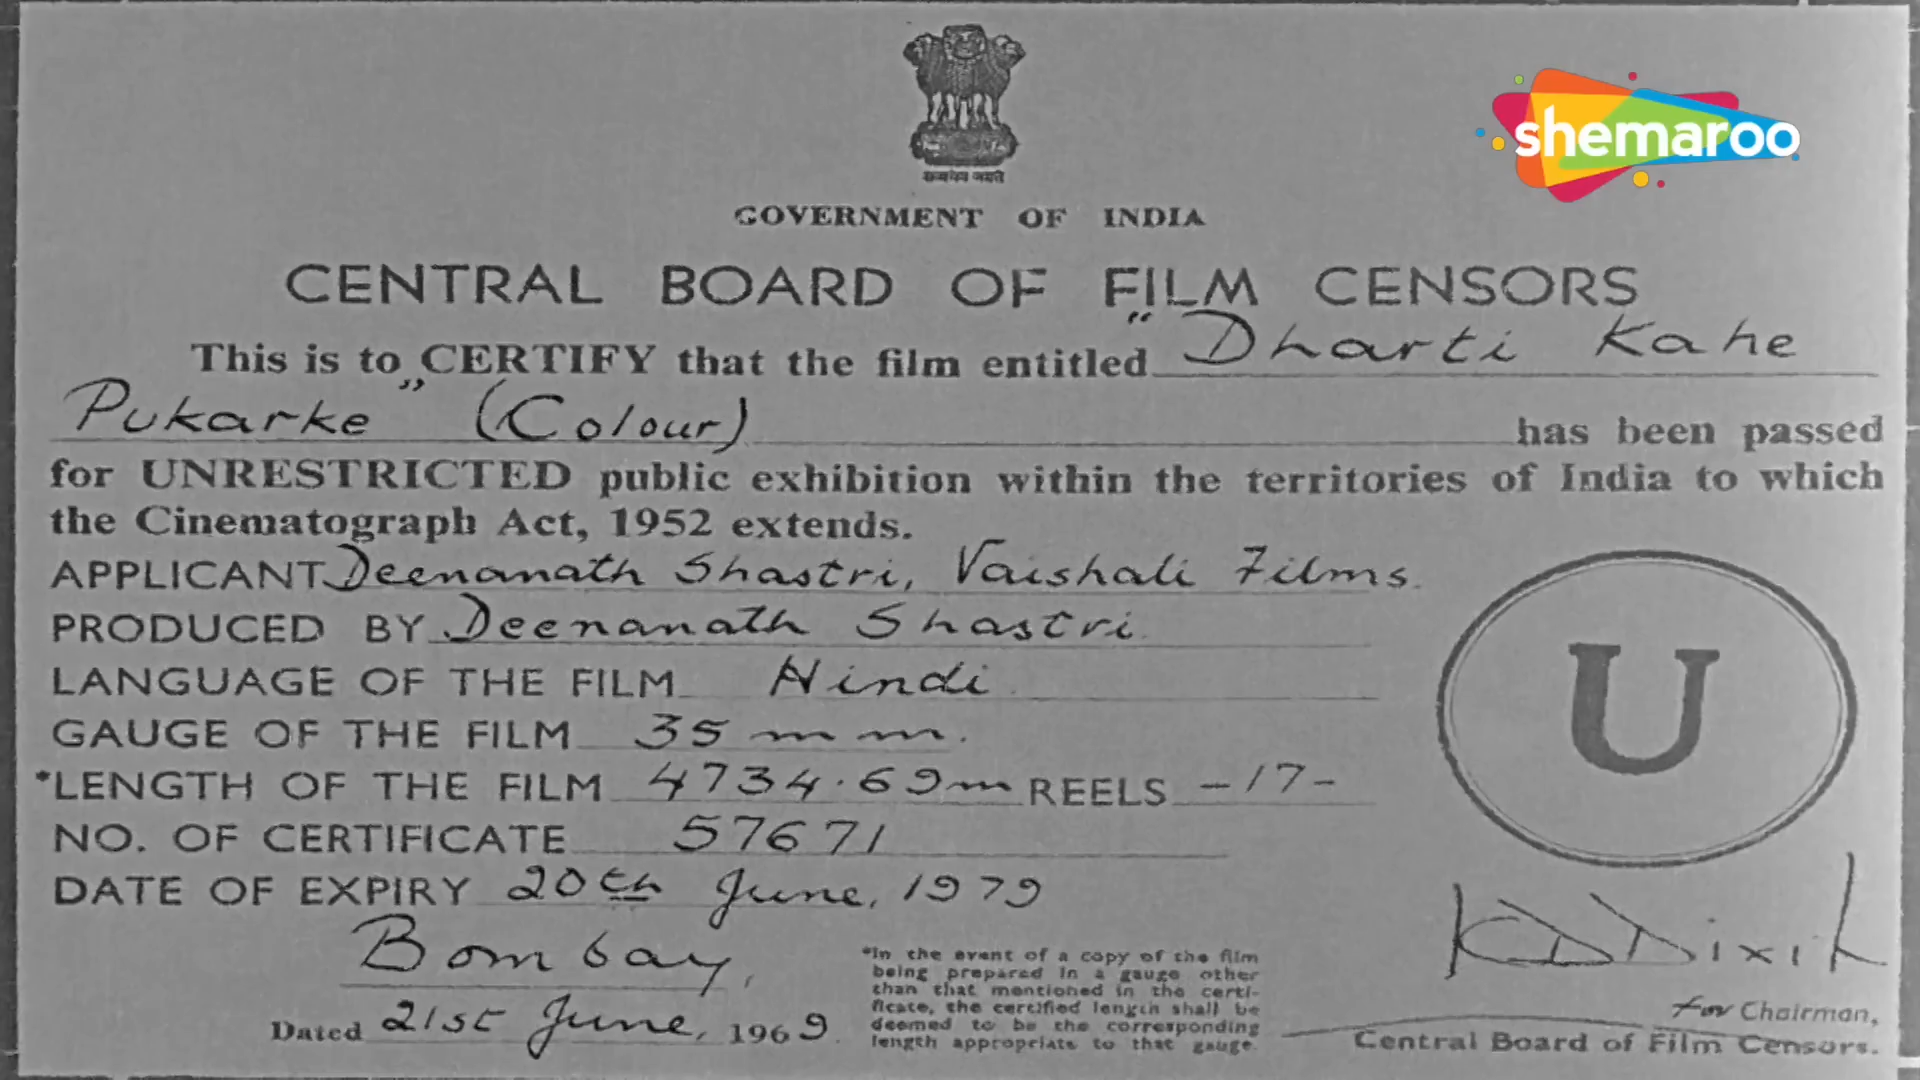 shemaroo
सत्यमेव जयते
GOVERNMENT OF INDIA
CENTRAL BOARD OF FILM CENSORS
This is to CERTIFY that the film entitled "Dharti Kahe
Pukarke" (Colour) has been passed
for UNRESTRICTED public exhibition within the territories of India to which
the Cinematograph Act, 1952 extends.
APPLICANT Deenanath Shastri, Vaishali Films.
PRODUCED BY Deenanath Shastri.
LANGUAGE OF THE FILM Hindi
GAUGE OF THE FILM 35 mm.
*LENGTH OF THE FILM 4734.69m REELS -17-
NO. OF CERTIFICATE 57671
DATE OF EXPIRY 20th June, 1979
U
Bombay,
Dated 21st June, 1969
*In the event of a copy of the film
being prepared in a gauge other
than that mentioned in the certi-
ficate, the certified length shall be
deemed to be the corresponding
length appropriate to that gauge.
KDDixit
For Chairman,
Central Board of Film Censors.